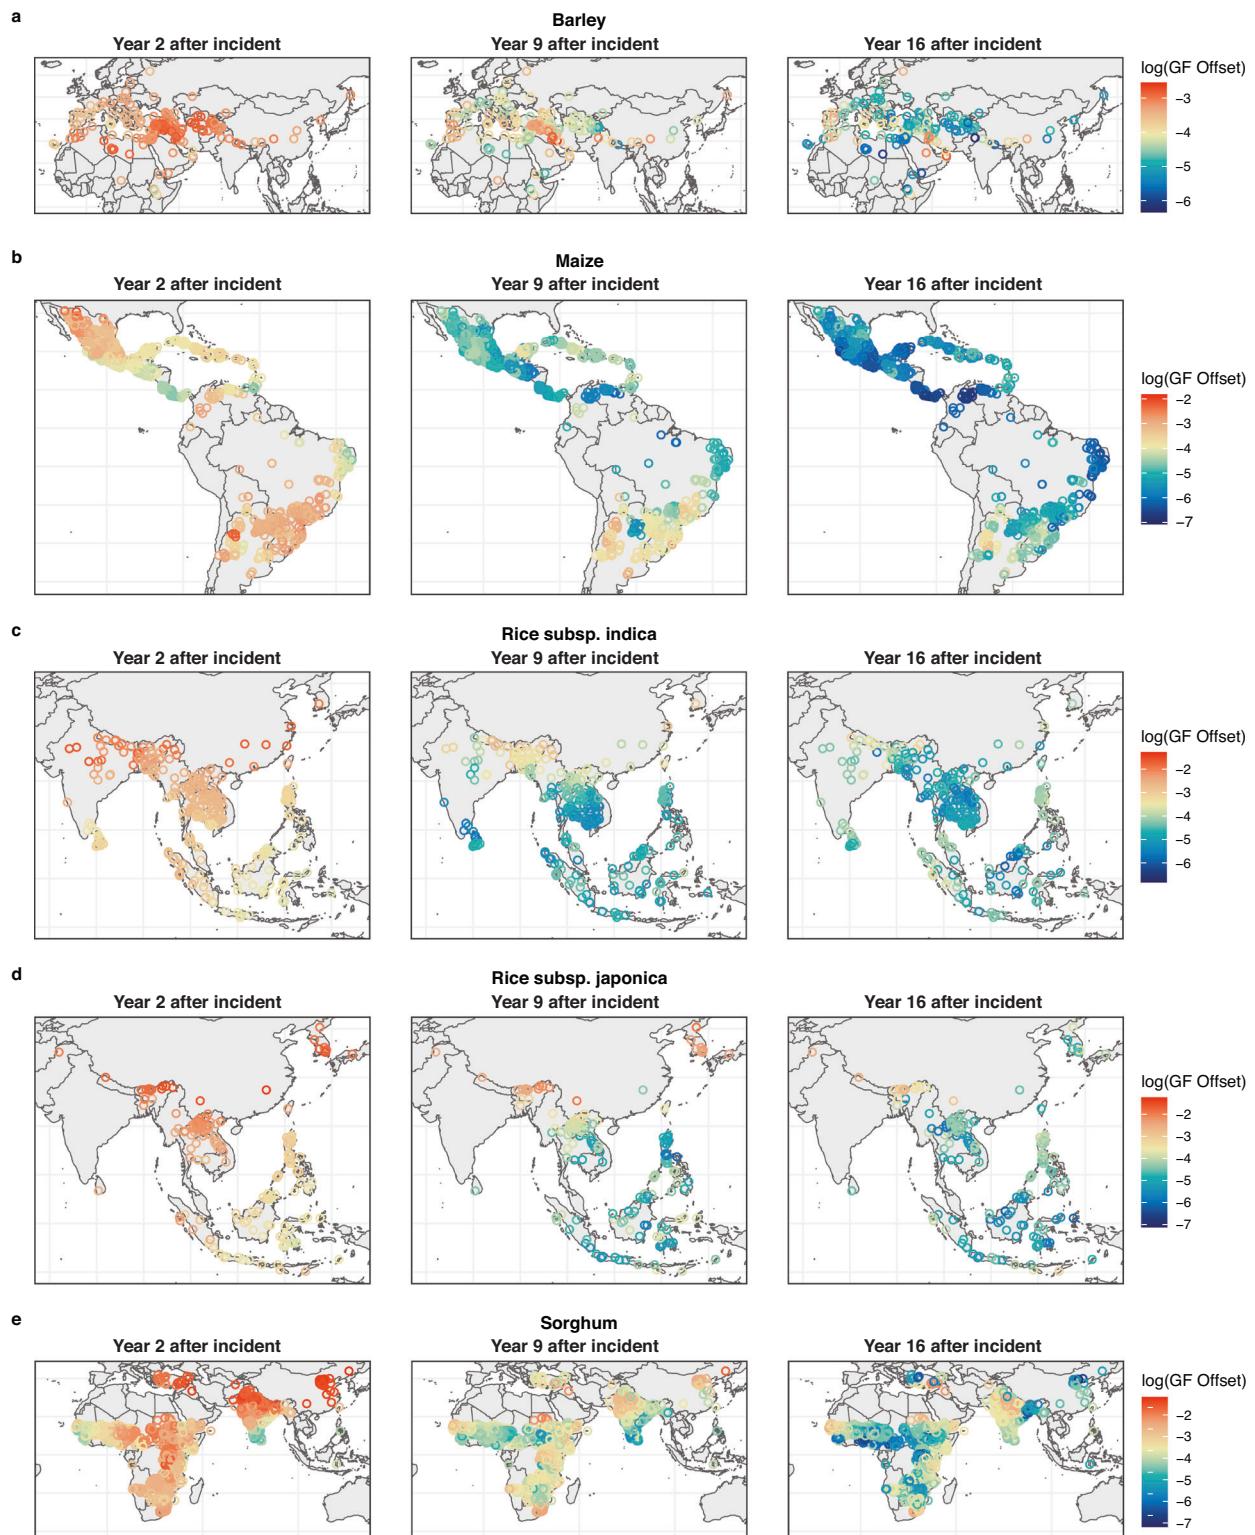 a
Barley
Year 2 after incident
Year 9 after incident
Year 16 after incident
log(GF Offset)
-3
-4
-5
-6
b
Maize
Year 2 after incident
Year 9 after incident
Year 16 after incident
log(GF Offset)
-2
-3
-4
-5
-6
-7
c
Rice subsp. indica
Year 2 after incident
Year 9 after incident
Year 16 after incident
log(GF Offset)
-2
-3
-4
-5
-6
d
Rice subsp. japonica
Year 2 after incident
Year 9 after incident
Year 16 after incident
log(GF Offset)
-2
-3
-4
-5
-6
-7
e
Sorghum
Year 2 after incident
Year 9 after incident
Year 16 after incident
log(GF Offset)
-2
-3
-4
-5
-6
-7